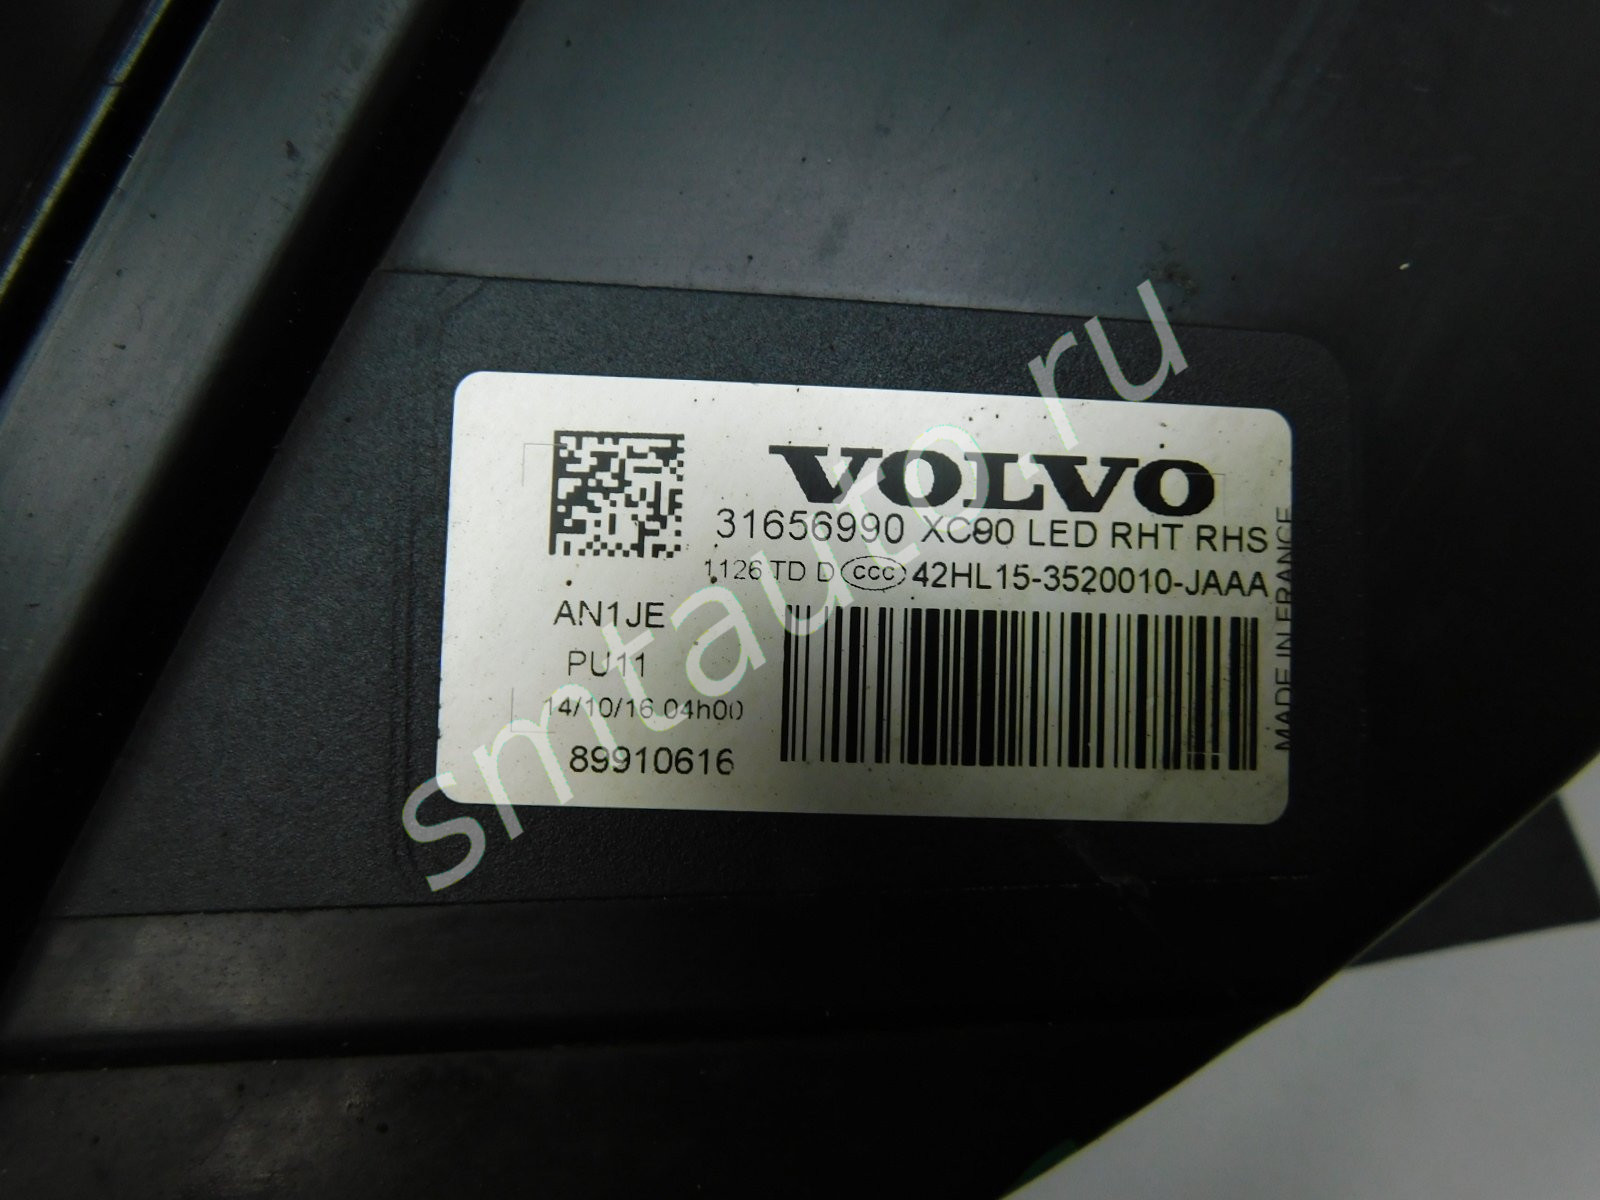 VOLVO
31656990 XC90 LED RHT RHS
1126 TD D CCC 42HL15-3520010-JAAA
AN1JE
PU11
14/10/16 04h00
89910616
MADE IN FRANCE
smtauto.ru